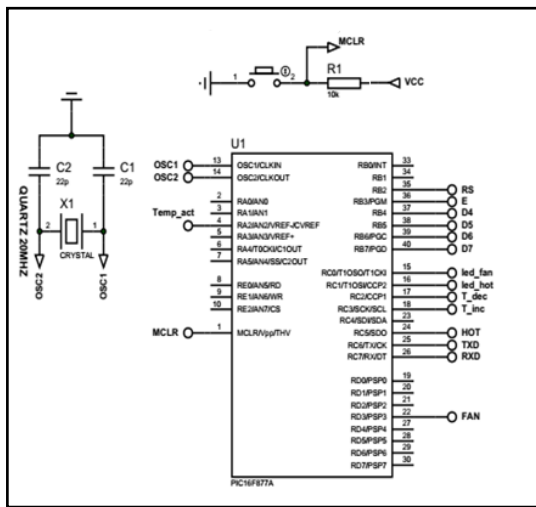 MCLR
R1
1
2
VCC
10k
U1
OSC1
13
OSC1/CLKIN
RB0/INT
33
OSC2
14
OSC2/CLKOUT
RB1
34
RB2
35
RS
2
RA0/AN0
RB3/PGM
36
E
3
RA1/AN1
RB4
37
D4
Temp_act
4
RA2/AN2/VREF-/CVREF
RB5
38
D5
5
RA3/AN3/VREF+
RB6/PGC
39
D6
6
RA4/T0CKI/C1OUT
RB7/PGD
40
D7
7
RA5/AN4/SS/C2OUT
RC0/T1OSO/T1CKI
15
led_fan
8
RE0/AN5/RD
RC1/T1OSI/CCP2
16
led_hot
9
RE1/AN6/WR
RC2/CCP1
17
T_dec
10
RE2/AN7/CS
RC3/SCK/SCL
18
T_inc
RC4/SDI/SDA
23
MCLR
1
MCLR/Vpp/THV
RC5/SDO
24
HOT
RC6/TX/CK
25
TXD
RC7/RX/DT
26
RXD
RD0/PSP0
19
RD1/PSP1
20
RD2/PSP2
21
RD3/PSP3
22
FAN
RD4/PSP4
27
RD5/PSP5
28
RD6/PSP6
29
RD7/PSP7
30
PIC16F877A
C2
22p
C1
22p
X1
2
1
CRYSTAL
QUARTZ 20MHZ
OSC2
OSC1